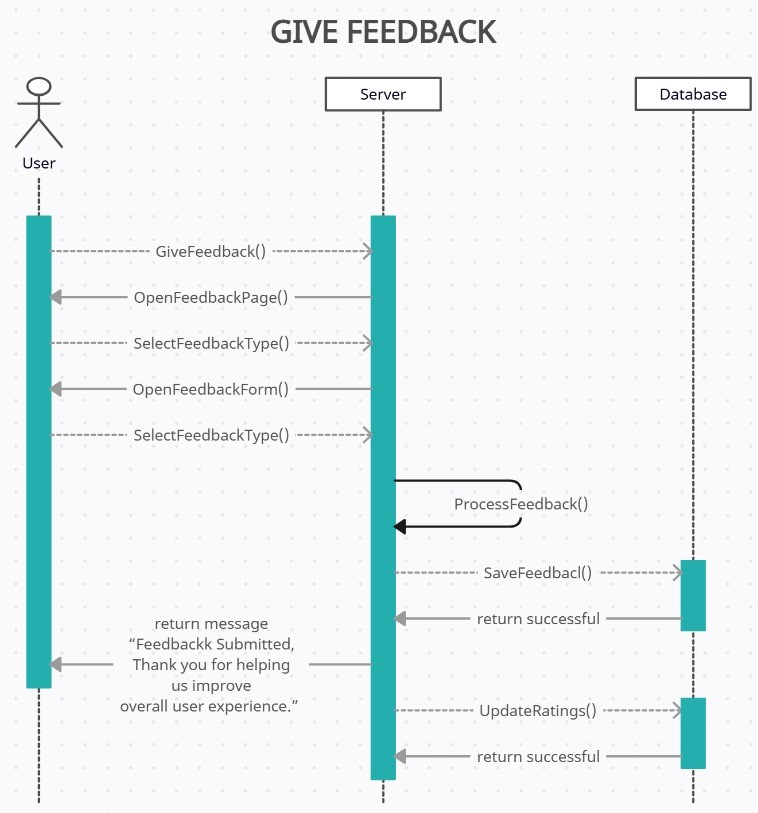 GIVE FEEDBACK
User
Server
Database
GiveFeedback()
OpenFeedbackPage()
SelectFeedbackType()
OpenFeedbackForm()
SelectFeedbackType()
ProcessFeedback()
SaveFeedbacl()
return successful
return message
“Feedbackk Submitted,
Thank you for helping
us improve
overall user experience.”
UpdateRatings()
return successful